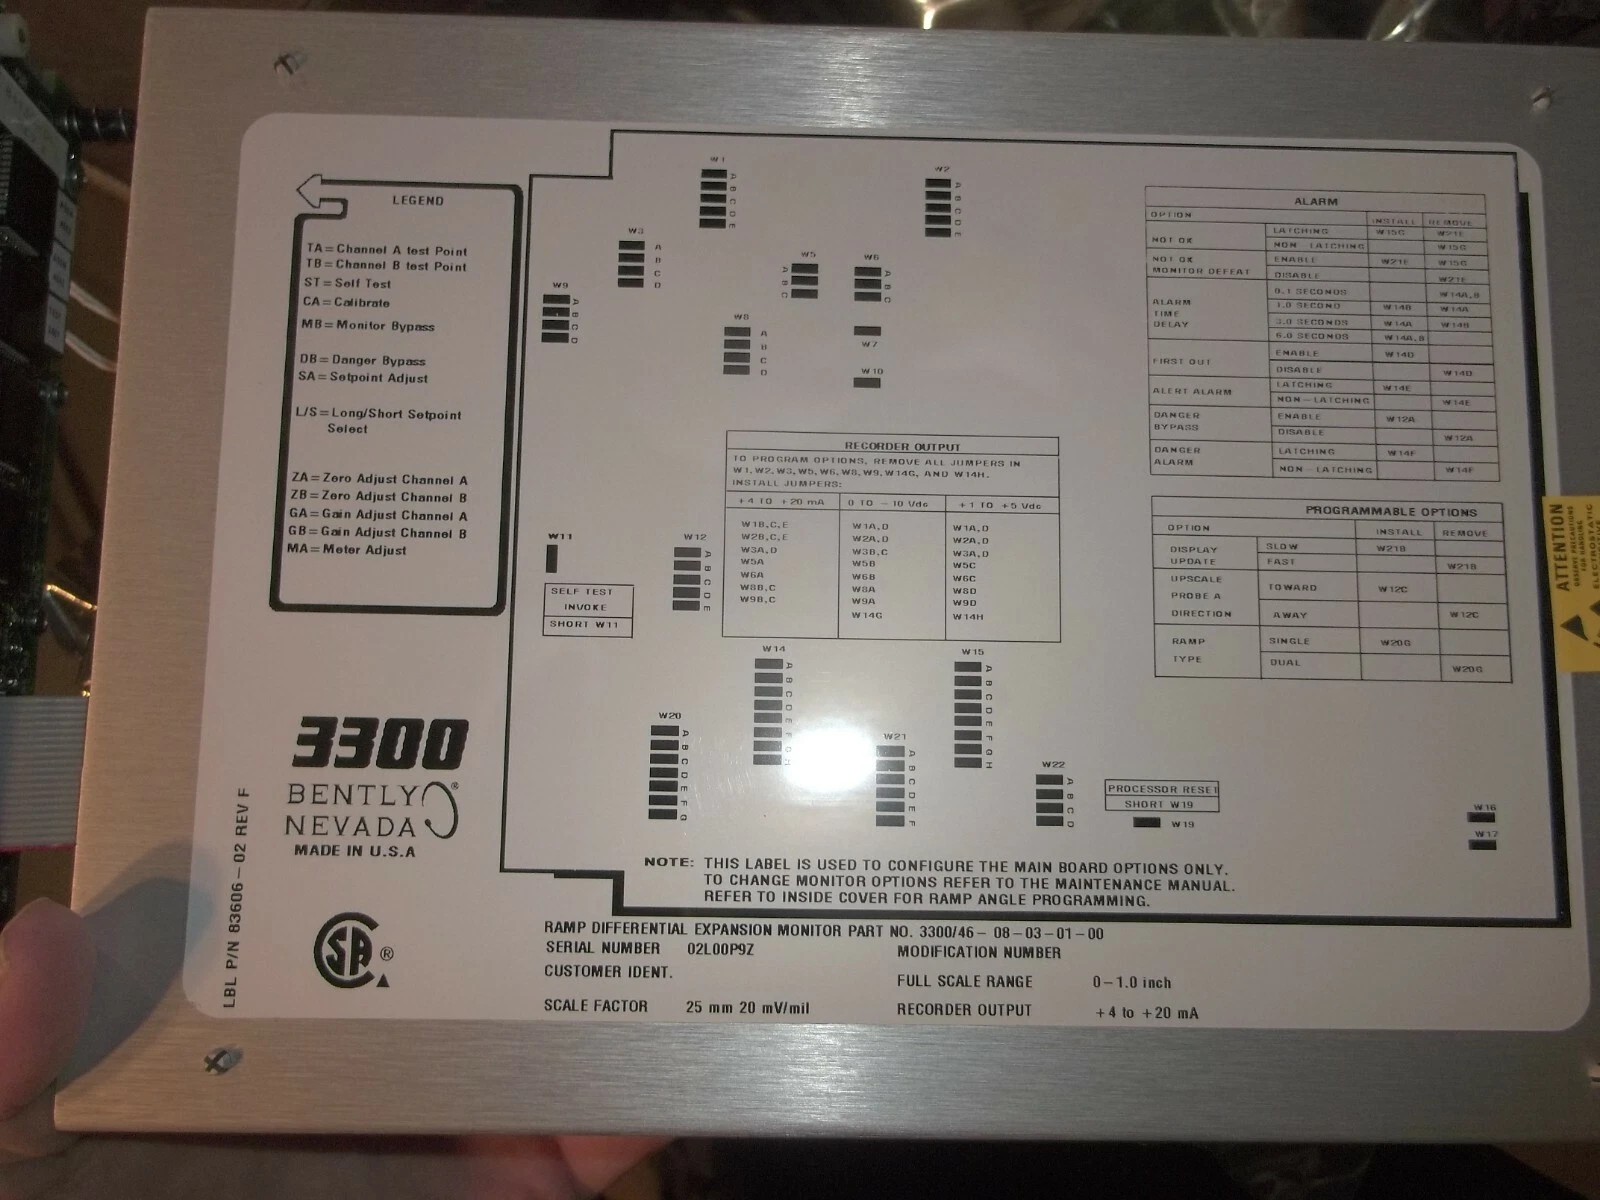 LEGEND
TA = Channel A test Point
TB = Channel B test Point
ST = Self Test
CA = Calibrate
MB = Monitor Bypass
DB = Danger Bypass
SA = Setpoint Adjust
L/S = Long/Short Setpoint
Select
ZA = Zero Adjust Channel A
ZB = Zero Adjust Channel B
GA = Gain Adjust Channel A
GB = Gain Adjust Channel B
MA = Meter Adjust
3300
BENTLY
NEVADA ®
MADE IN U.S.A
LBL P/N 83606-02 REV F
SA ®
W1
A
B
C
D
E
W2
A
B
C
D
E
W3
A
B
C
D
W5
A
B
C
W6
A
B
C
W7
W8
A
B
C
D
W9
A
B
C
D
W10
W11
SELF TEST
INVOKE
SHORT W11
W12
A
B
C
D
E
RECORDER OUTPUT
TO PROGRAM OPTIONS, REMOVE ALL JUMPERS IN
W1, W2, W3, W5, W6, W8, W9, W14G, AND W14H.
INSTALL JUMPERS:
+4 TO +20 mA 0 TO -10 Vdc +1 TO +5 Vdc
W1B,C,E W1A,D W1A,D
W2B,C,E W2A,D W2A,D
W3A,D W3B,C W3A,D
W5A W5B W5C
W6A W6B W6C
W8B,C W8A W8D
W9B,C W9A W9D
W14G W14H
ALARM
OPTION INSTALL REMOVE
NOT OK LATCHING W15G W21E
NON-LATCHING W15G
NOT OK MONITOR DEFEAT ENABLE W21E W15G
DISABLE W21E
ALARM TIME DELAY 0.1 SECONDS W14A,B
1.0 SECOND W14B W14A
3.0 SECONDS W14A W14B
6.0 SECONDS W14A,B
FIRST OUT ENABLE W14D
DISABLE W14D
ALERT ALARM LATCHING W14E
NON-LATCHING W14E
DANGER BYPASS ENABLE W12A
DISABLE W12A
DANGER ALARM LATCHING W14F
NON-LATCHING W14F
PROGRAMMABLE OPTIONS
OPTION INSTALL REMOVE
DISPLAY UPDATE SLOW W21B
FAST W21B
UPSCALE PROBE A DIRECTION TOWARD W12C
AWAY W12C
RAMP TYPE SINGLE W20G
DUAL W20G
W14
A
B
C
D
E
F
G
H
W15
A
B
C
D
E
F
G
H
W20
A
B
C
D
E
F
G
W21
A
B
C
D
E
F
W22
A
B
C
D
PROCESSOR RESET
SHORT W19
W19
W16
W17
NOTE: THIS LABEL IS USED TO CONFIGURE THE MAIN BOARD OPTIONS ONLY.
TO CHANGE MONITOR OPTIONS REFER TO THE MAINTENANCE MANUAL.
REFER TO INSIDE COVER FOR RAMP ANGLE PROGRAMMING.
RAMP DIFFERENTIAL EXPANSION MONITOR PART NO. 3300/46-08-03-01-00
SERIAL NUMBER 02L00P9Z MODIFICATION NUMBER
CUSTOMER IDENT. FULL SCALE RANGE 0-1.0 inch
SCALE FACTOR 25 mm 20 mV/mil RECORDER OUTPUT +4 to +20 mA
ATTENTION
OBSERVE PRECAUTIONS
FOR HANDLING
ELECTROSTATIC